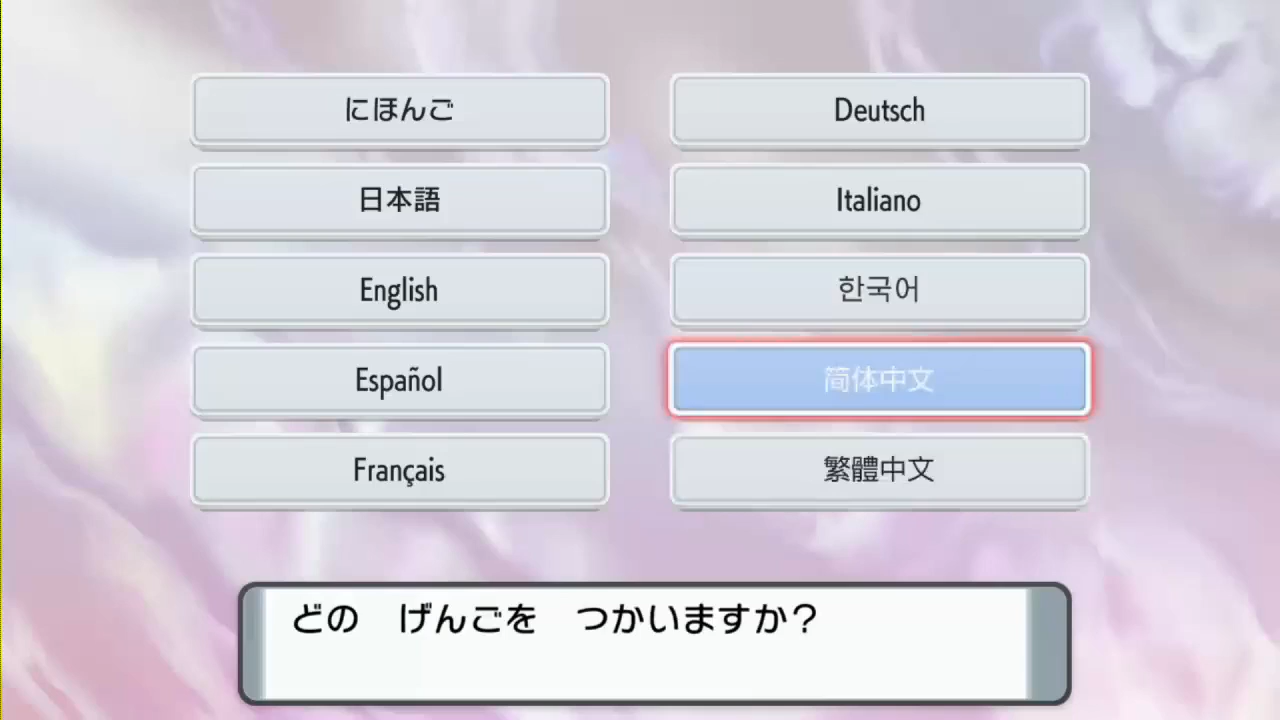 にほんご
日本語
English
Español
Français
Deutsch
Italiano
한국어
简体中文
繁體中文
どの げんごを つかいますか？